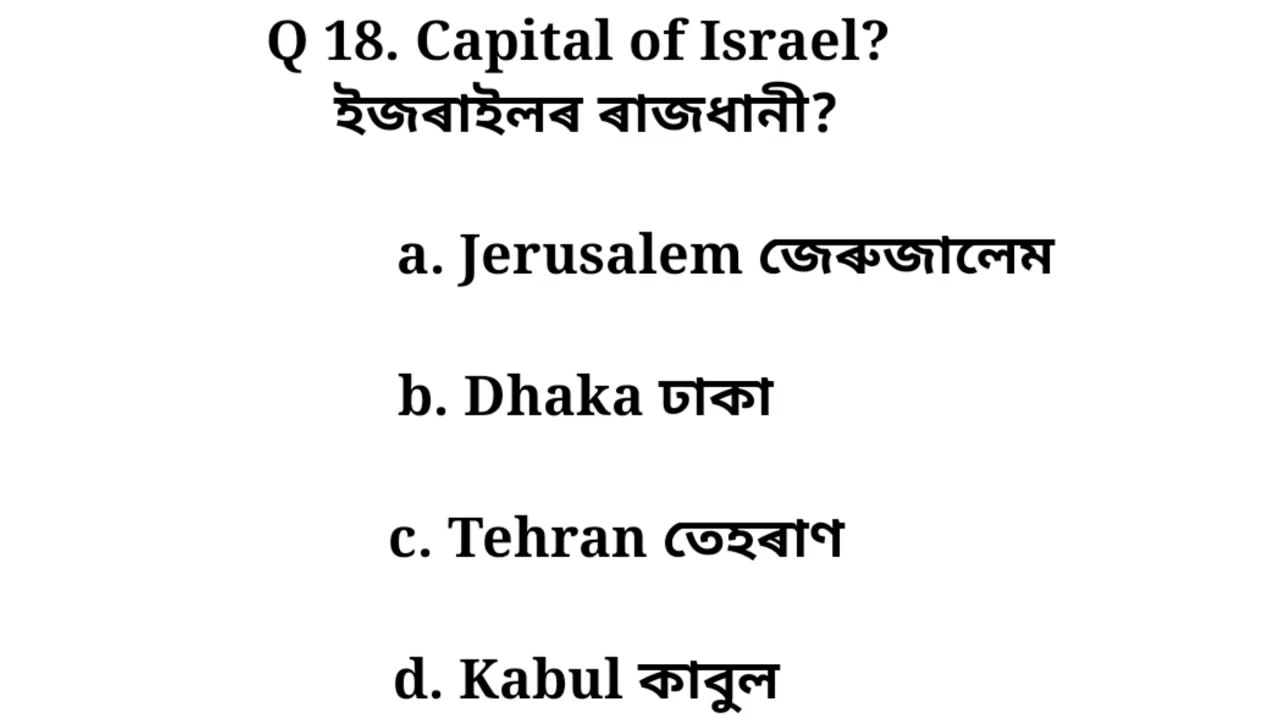 Q 18. Capital of Israel?
ইজৰাইলৰ ৰাজধানী?
a. Jerusalem জেৰুজালেম
b. Dhaka ঢাকা
c. Tehran তেহৰাণ
d. Kabul কাবুল